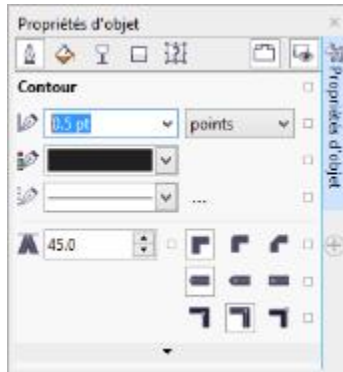 Propriétés d'objet
Contour
0.5 pt
points
...
45.0
Propriétés d'objet